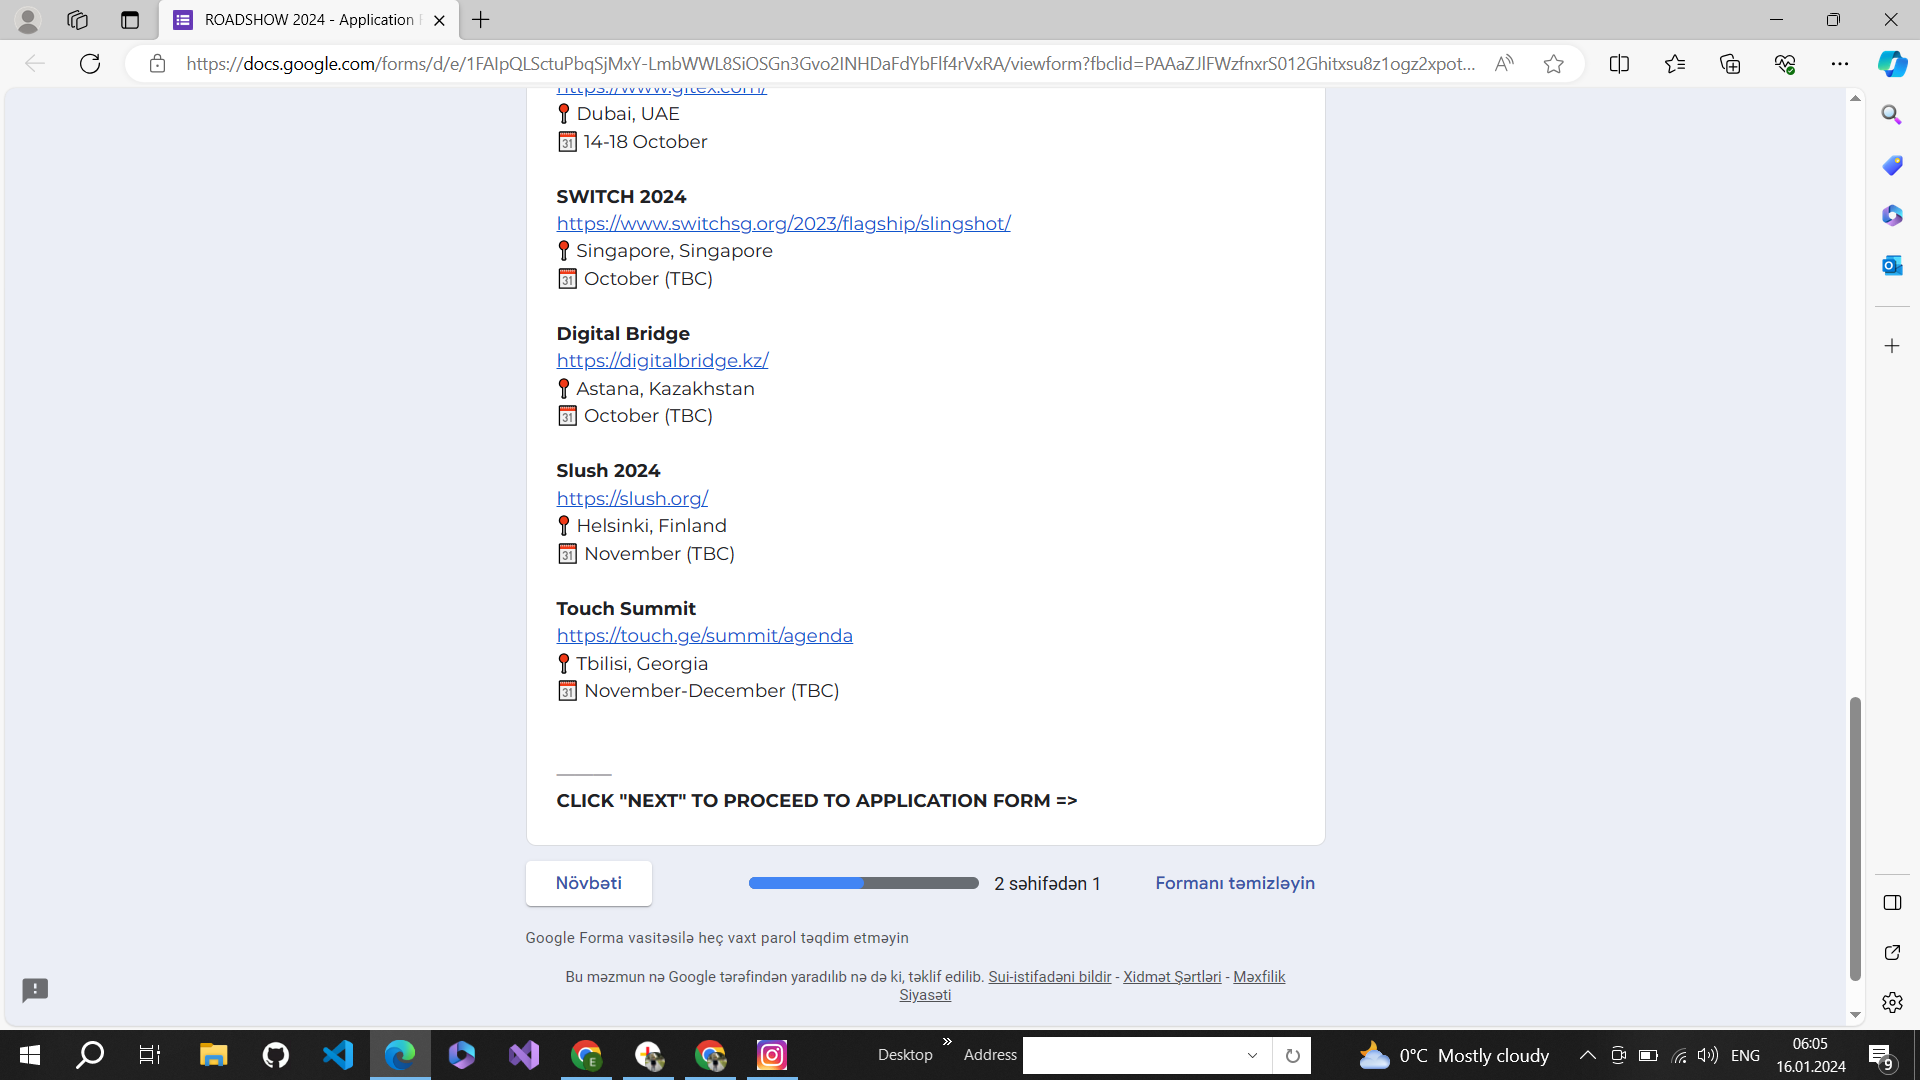 ROADSHOW 2024 - Application
https://docs.google.com/forms/d/e/1FAIpQLSctuPbqSjMxY-LmbWWL8SiOSGn3Gvo2INHDaFdYbFlf4rVxRA/viewform?fbclid=PAAaZJlFWzfnxrS012Ghitxsu8z1ogz2xpot...
https://www.gitex.com/
Dubai, UAE
14-18 October
SWITCH 2024
https://www.switchsg.org/2023/flagship/slingshot/
Singapore, Singapore
October (TBC)
Digital Bridge
https://digitalbridge.kz/
Astana, Kazakhstan
October (TBC)
Slush 2024
https://slush.org/
Helsinki, Finland
November (TBC)
Touch Summit
https://touch.ge/summit/agenda
Tbilisi, Georgia
November-December (TBC)
CLICK "NEXT" TO PROCEED TO APPLICATION FORM =>
Növbəti
2 səhifədən 1
Formanı təmizləyin
Google Forma vasitəsilə heç vaxt parol təqdim etməyin
Bu məzmun nə Google tərəfindən yaradılıb nə də ki, təklif edilib. Sui-istifadəni bildir - Xidmət Şərtləri - Məxfilik
Siyasəti
Desktop
Address
0°C Mostly cloudy
ENG
06:05
16.01.2024
9